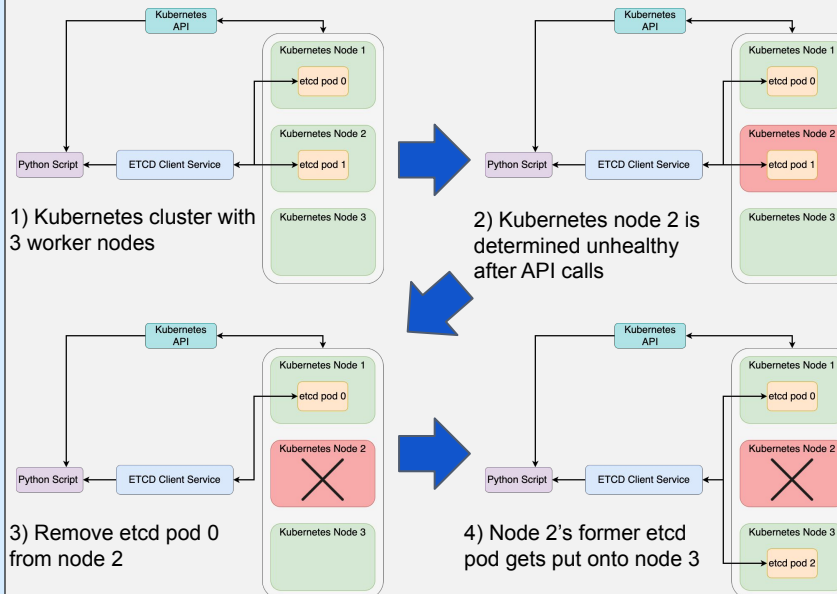 Kubernetes
API
Kubernetes Node 1
etcd pod 0
Kubernetes Node 2
etcd pod 1
Python Script
ETCD Client Service
Kubernetes Node 3
1) Kubernetes cluster with
3 worker nodes
Kubernetes
API
Kubernetes Node 1
etcd pod 0
Kubernetes Node 2
etcd pod 1
Python Script
ETCD Client Service
Kubernetes Node 3
2) Kubernetes node 2 is
determined unhealthy
after API calls
Kubernetes
API
Kubernetes Node 1
etcd pod 0
Kubernetes Node 2
Python Script
ETCD Client Service
Kubernetes Node 3
3) Remove etcd pod 0
from node 2
Kubernetes
API
Kubernetes Node 1
etcd pod 0
Kubernetes Node 2
Python Script
ETCD Client Service
Kubernetes Node 3
etcd pod 2
4) Node 2's former etcd
pod gets put onto node 3